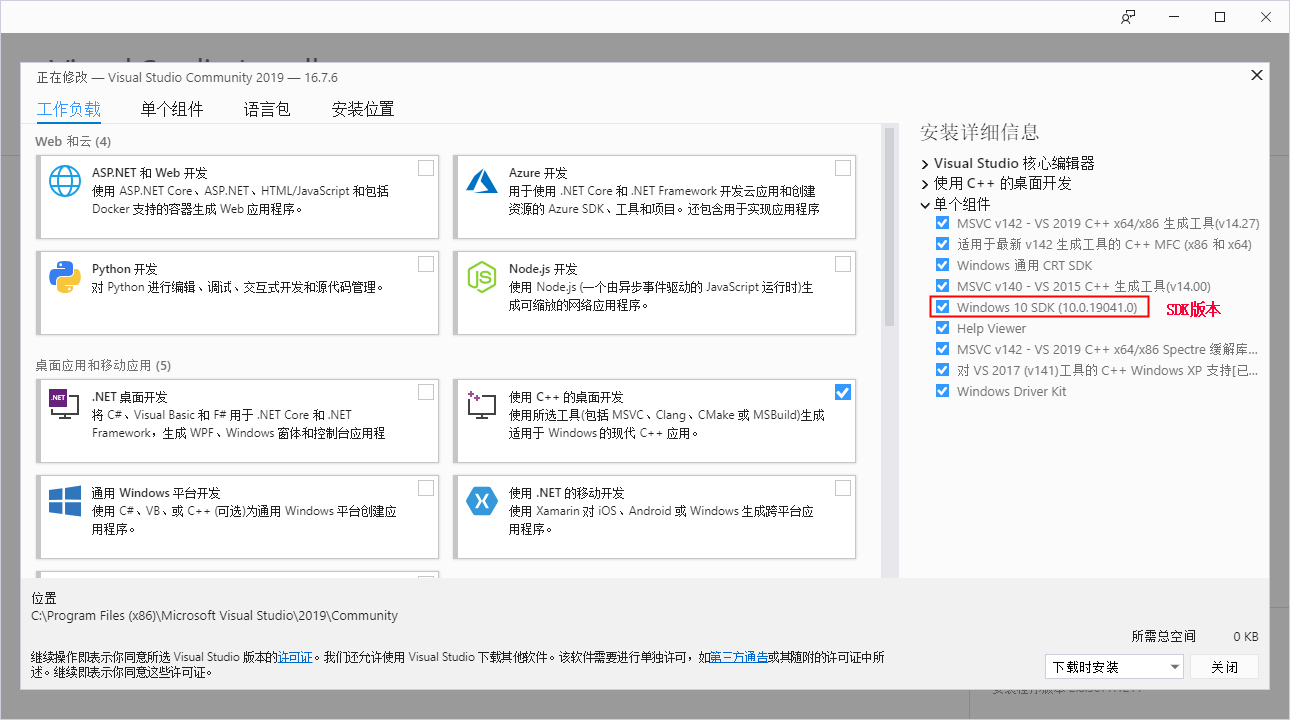 正在修改 — Visual Studio Community 2019 — 16.7.6
工作负载 单个组件 语言包 安装位置
Web 和云 (4)
ASP.NET 和 Web 开发
使用 ASP.NET Core、ASP.NET、HTML/JavaScript 和包括
Docker 支持的容器生成 Web 应用程序。
Azure 开发
用于使用 .NET Core 和 .NET Framework 开发云应用和创建
资源的 Azure SDK、工具和项目。还包含用于实现应用程序
Python 开发
对 Python 进行编辑、调试、交互式开发和源代码管理。
Node.js 开发
使用 Node.js (一个由异步事件驱动的 JavaScript 运行时)生
成可缩放的网络应用程序。
桌面应用和移动应用 (5)
.NET
.NET 桌面开发
将 C#、Visual Basic 和 F# 用于 .NET Core 和 .NET
Framework，生成 WPF、Windows 窗体和控制台应用程
使用 C++ 的桌面开发
使用所选工具(包括 MSVC、Clang、CMake 或 MSBuild)生成
适用于 Windows 的现代 C++ 应用。
通用 Windows 平台开发
使用 C#、VB、或 C++ (可选)为通用 Windows 平台创建应
用程序。
使用 .NET 的移动开发
使用 Xamarin 对 iOS、Android 或 Windows 生成跨平台应
用程序。
安装详细信息
Visual Studio 核心编辑器
使用 C++ 的桌面开发
单个组件
MSVC v142 - VS 2019 C++ x64/x86 生成工具(v14.27)
适用于最新 v142 生成工具的 C++ MFC (x86 和 x64)
Windows 通用 CRT SDK
MSVC v140 - VS 2015 C++ 生成工具(v14.00)
Windows 10 SDK (10.0.19041.0) SDK版本
Help Viewer
MSVC v142 - VS 2019 C++ x64/x86 Spectre 缓解库...
对 VS 2017 (v141)工具的 C++ Windows XP 支持[已...
Windows Driver Kit
位置
C:\Program Files (x86)\Microsoft Visual Studio\2019\Community
继续操作即表示你同意所选 Visual Studio 版本的许可证。我们还允许使用 Visual Studio 下载其他软件。该软件需要进行单独许可，如第三方通告或其随附的许可证中所
述。继续即表示你同意这些许可证。
所需总空间 0 KB
下载时安装 关闭